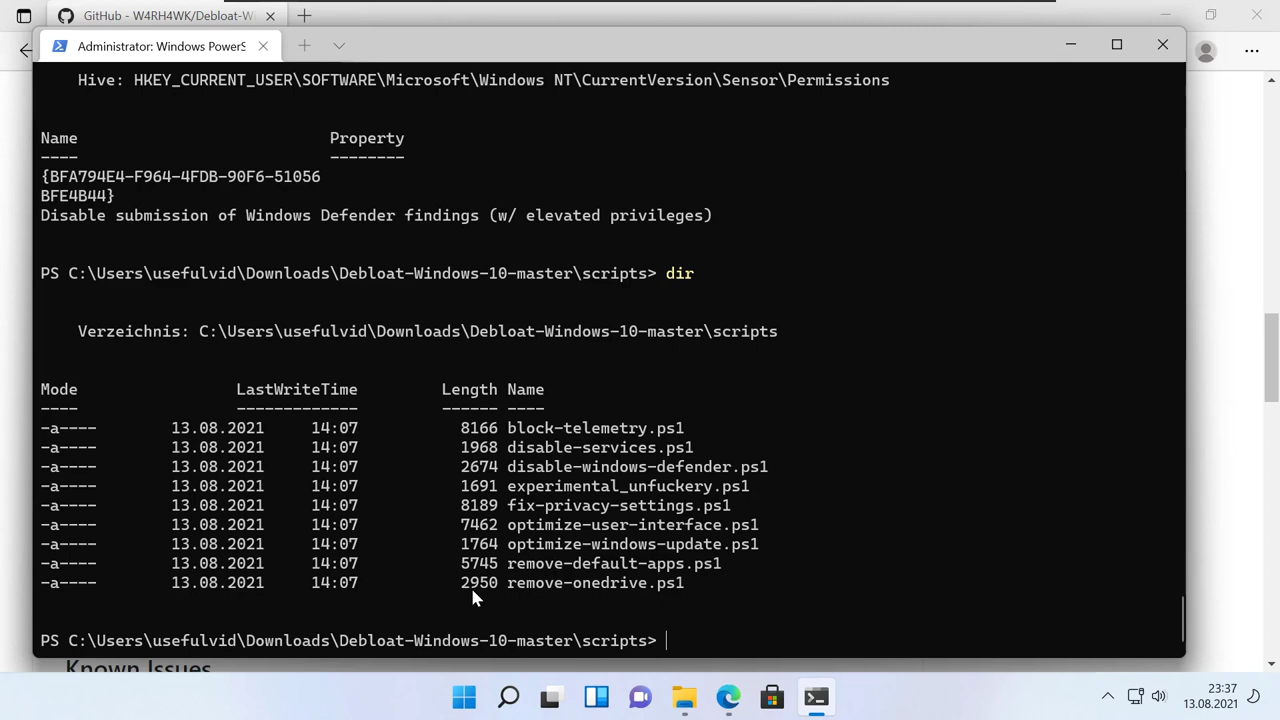 GitHub - W4RH4WK/Debloat-Wi
Administrator: Windows PowerS
Hive: HKEY_CURRENT_USER\SOFTWARE\Microsoft\Windows NT\CurrentVersion\Sensor\Permissions
Name Property
---- --------
{BFA794E4-F964-4FDB-90F6-51056
BFE4B44}
Disable submission of Windows Defender findings (w/ elevated privileges)
PS C:\Users\usefulvid\Downloads\Debloat-Windows-10-master\scripts> dir
Verzeichnis: C:\Users\usefulvid\Downloads\Debloat-Windows-10-master\scripts
Mode LastWriteTime Length Name
---- ------------- ------ ----
-a---- 13.08.2021 14:07 8166 block-telemetry.ps1
-a---- 13.08.2021 14:07 1968 disable-services.ps1
-a---- 13.08.2021 14:07 2674 disable-windows-defender.ps1
-a---- 13.08.2021 14:07 1691 experimental_unfuckery.ps1
-a---- 13.08.2021 14:07 8189 fix-privacy-settings.ps1
-a---- 13.08.2021 14:07 7462 optimize-user-interface.ps1
-a---- 13.08.2021 14:07 1764 optimize-windows-update.ps1
-a---- 13.08.2021 14:07 5745 remove-default-apps.ps1
-a---- 13.08.2021 14:07 2950 remove-onedrive.ps1
PS C:\Users\usefulvid\Downloads\Debloat-Windows-10-master\scripts>
Known Issues
23:37
13.08.2021